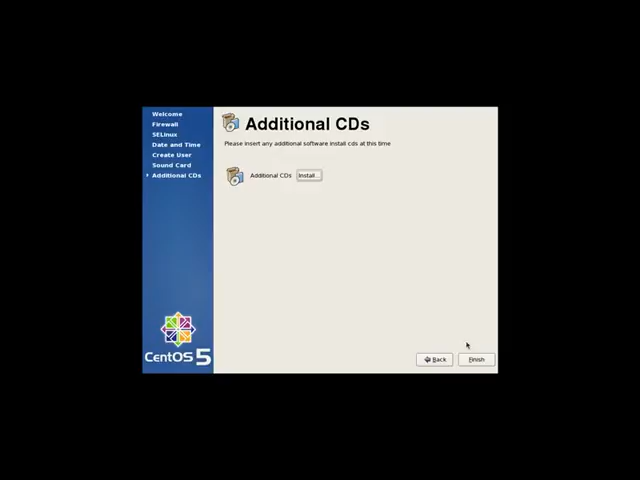 Welcome
Firewall
SELinux
Date and Time
Create User
Sound Card
Additional CDs
Additional CDs
Please insert any additional software install cds at this time
Additional CDs Install...
Back Finish
CentOS 5